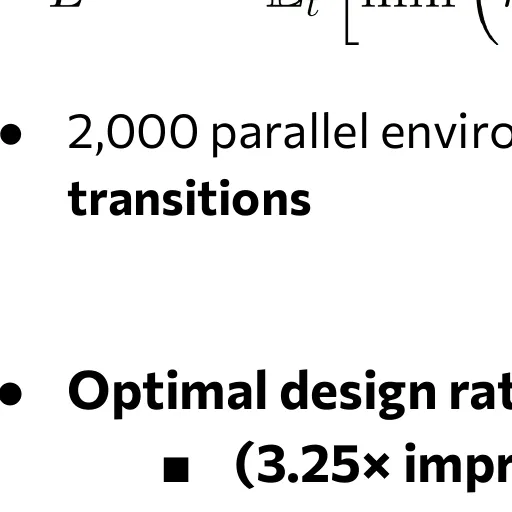 ● 2,000 parallel enviro
transitions
● Optimal design rat
■ (3.25× impr